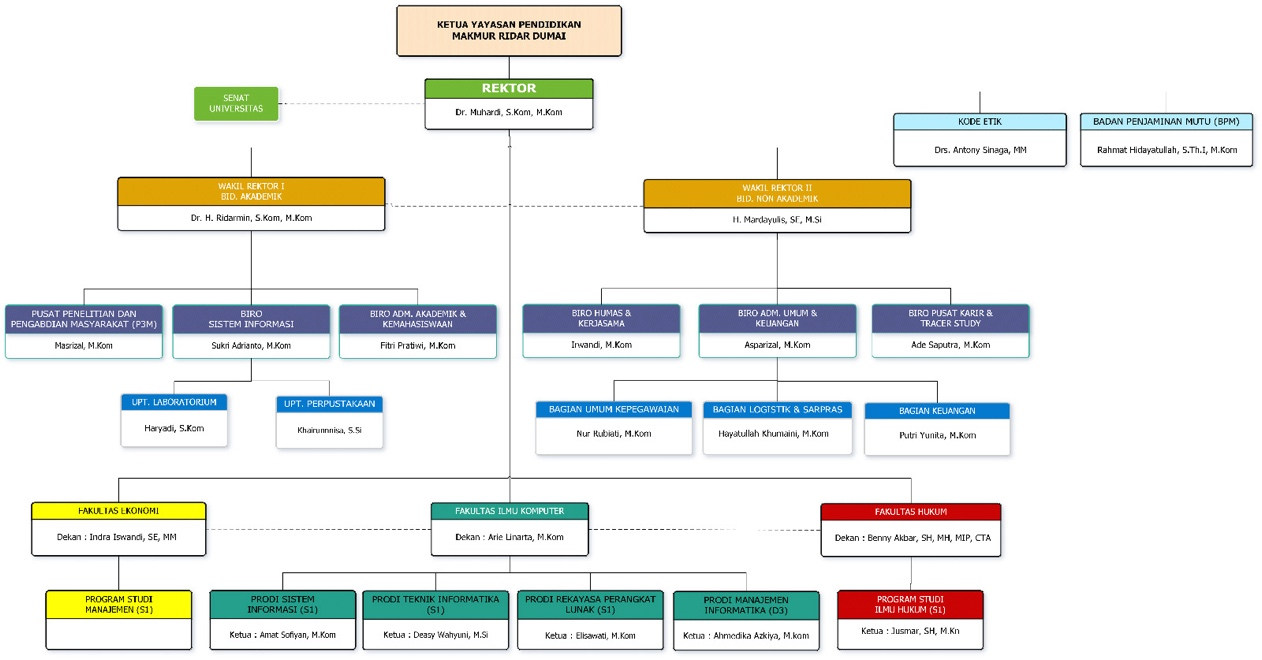 KETUA YAYASAN PENDIDIKAN
MAKMUR RIDAR DUMAI
REKTOR
Dr. Muhardi, S.Kom, M.Kom
SENAT
UNIVERSITAS
KODE ETIK
Drs. Antony Sinaga, MM
BADAN PENJAMINAN MUTU (BPM)
Rahmat Hidayatullah, S.Th.I, M.Kom
WAKIL REKTOR I
BID. AKADEMIK
Dr. H. Ridarmin, S.Kom, M.Kom
WAKIL REKTOR II
BID. NON AKADEMIK
H. Mardayulis, SE, M.Si
PUSAT PENELITIAN DAN
PENGABDIAN MASYARAKAT (P3M)
Masrizal, M.Kom
BIRO
SISTEM INFORMASI
Sukri Adrianto, M.Kom
BIRO ADM. AKADEMIK &
KEMAHASISWAAN
Fitri Pratiwi, M.Kom
BIRO HUMAS &
KERJASAMA
Irwandi, M.Kom
BIRO ADM. UMUM &
KEUANGAN
Asparizal, M.Kom
BIRO PUSAT KARIR &
TRACER STUDY
Ade Saputra, M.Kom
UPT. LABORATORIUM
Haryadi, S.Kom
UPT. PERPUSTAKAAN
Khairumnisa, S.Si
BAGIAN UMUM KEPEGAWAIAN
Nur Rubiati, M.Kom
BAGIAN LOGISTIK & SARPRAS
Hayatullah Khumaini, M.Kom
BAGIAN KEUANGAN
Putri Yunita, M.Kom
FAKULTAS EKONOMI
Dekan : Indra Iswandi, SE, MM
FAKULTAS ILMU KOMPUTER
Dekan : Arie Linarta, M.Kom
FAKULTAS HUKUM
Dekan : Benny Akbar, SH, MH, MIP, CTA
PROGRAM STUDI
MANAJEMEN (S1)
PRODI SISTEM
INFORMASI (S1)
Ketua : Amat Sofiyan, M.Kom
PRODI TEKNIK INFORMATIKA
(S1)
Ketua : Deasy Wahyuni, M.Si
PRODI REKAYASA PERANGKAT
LUNAK (S1)
Ketua : Elisawati, M.Kom
PRODI MANAJEMEN
INFORMATIKA (D3)
Ketua : Ahmedika Azkiya, M.kom
PROGRAM STUDI
ILMU HUKUM (S1)
Ketua : Jusmar, SH, M.Kn